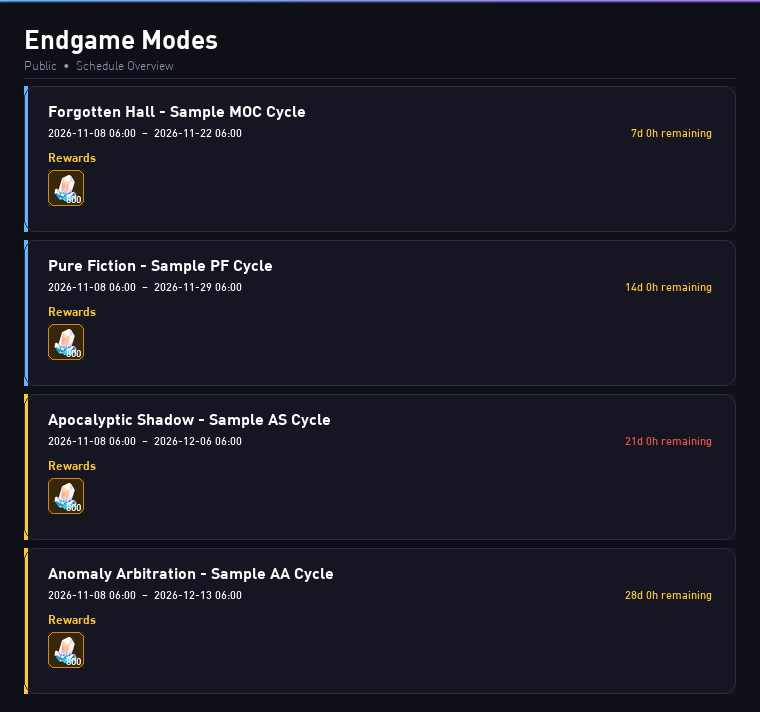 Endgame Modes
Public • Schedule Overview
Forgotten Hall - Sample MOC Cycle
2026-11-08 06:00 – 2026-11-22 06:00 7d 0h remaining
Rewards
800
Pure Fiction - Sample PF Cycle
2026-11-08 06:00 – 2026-11-29 06:00 14d 0h remaining
Rewards
800
Apocalyptic Shadow - Sample AS Cycle
2026-11-08 06:00 – 2026-12-06 06:00 21d 0h remaining
Rewards
800
Anomaly Arbitration - Sample AA Cycle
2026-11-08 06:00 – 2026-12-13 06:00 28d 0h remaining
Rewards
800